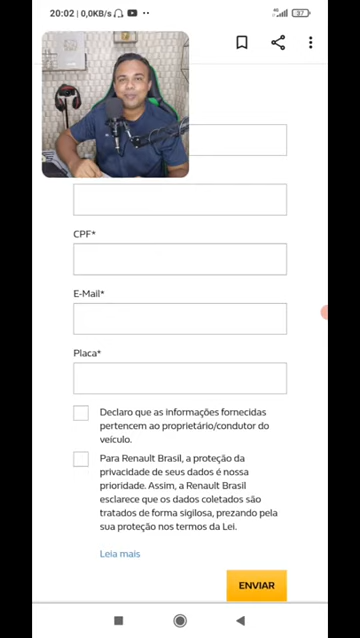 20:02 | 0,0KB/s
4G
97
CPF*
E-Mail*
Placa*
Declaro que as informações fornecidas
pertencem ao proprietário/condutor do
veículo.
Para Renault Brasil, a proteção da
privacidade de seus dados é nossa
prioridade. Assim, a Renault Brasil
esclarece que os dados coletados são
tratados de forma sigilosa, prezando pela
sua proteção nos termos da Lei.
Leia mais
ENVIAR